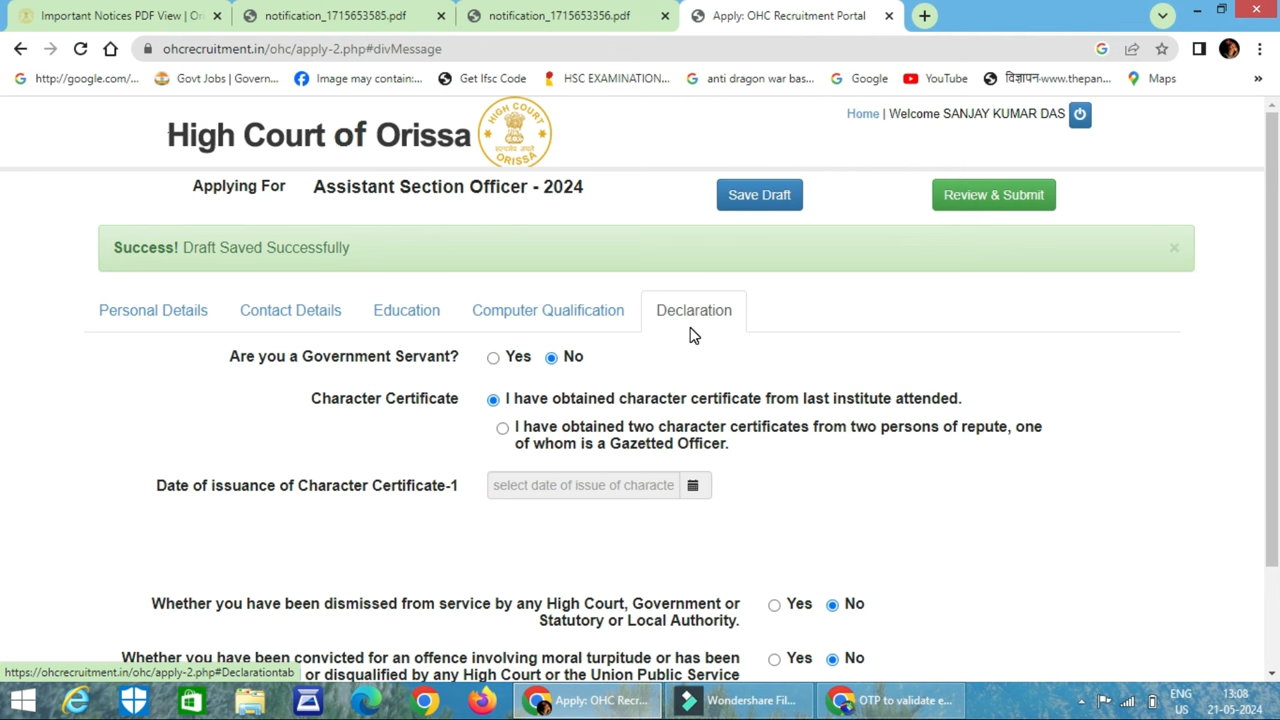 Important Notices PDF View | Ori
notification_1715653585.pdf
notification_1715653356.pdf
Apply: OHC Recruitment Portal
ohcrecruitment.in/ohc/apply-2.php#divMessage
http://google.com/...
Govt Jobs | Govern...
Image may contain:...
Get Ifsc Code
HSC EXAMINATION...
anti dragon war bas...
Google
YouTube
विज्ञापन-www.thepan...
Maps
»
High Court of Orissa
HIGH COURT
ORISSA
Home | Welcome SANJAY KUMAR DAS
Applying For Assistant Section Officer - 2024
Save Draft
Review & Submit
Success! Draft Saved Successfully
×
Personal Details
Contact Details
Education
Computer Qualification
Declaration
Are you a Government Servant? Yes No
Character Certificate I have obtained character certificate from last institute attended.
I have obtained two character certificates from two persons of repute, one
of whom is a Gazetted Officer.
Date of issuance of Character Certificate-1 select date of issue of characte
Whether you have been dismissed from service by any High Court, Government or
Statutory or Local Authority.
Yes No
Whether you have been convicted for an offence involving moral turpitude or has been
Yes No
or disqualified by any High Court or the Union Public Service
https://ohcrecruitment.in/ohc/apply-2.php#Declarationtab
Apply: OHC Recr...
Wondershare Fil...
OTP to validate e...
ENG
US
13:08
21-05-2024